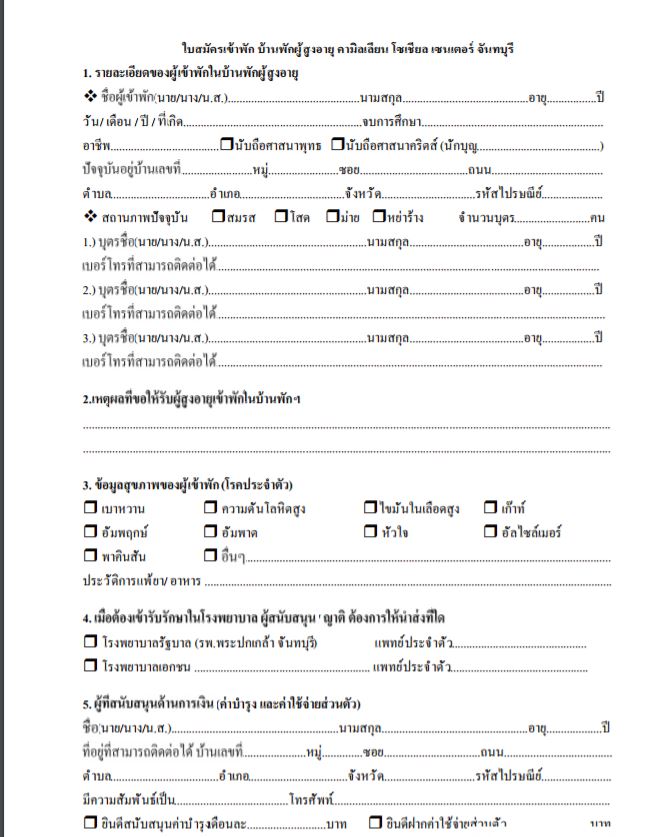 ใบสมัครเข้าพัก บ้านพักผู้สูงอายุ คามิลเลียน โซเชียล เซนเตอร์ จันทบุรี
1. รายละเอียดของผู้เข้าพักในบ้านพักผู้สูงอายุ
❖ ชื่อผู้เข้าพัก(นาย/นาง/น.ส.)..............................นามสกุล..............................อายุ..............ปี
วัน/ เดือน / ปี / ที่เกิด..............................จบการศึกษา..............................
อาชีพ..............................☐นับถือศาสนาพุทธ ☐นับถือศาสนาคริสต์ (นักบุญ..............................)
ปัจจุบันอยู่บ้านเลขที่....................หมู่....................ซอย..............................ถนน..............................
ตำบล....................อำเภอ..............................จังหวัด..............................รหัสไปรษณีย์....................
❖ สถานภาพปัจจุบัน ☐สมรส ☐โสด ☐ม่าย ☐หย่าร้าง จำนวนบุตร....................คน
1.) บุตรชื่อ(นาย/นาง/น.ส.)..............................นามสกุล..............................อายุ..............ปี
เบอร์โทรที่สามารถติดต่อได้..............................
2.) บุตรชื่อ(นาย/นาง/น.ส.)..............................นามสกุล..............................อายุ..............ปี
เบอร์โทรที่สามารถติดต่อได้..............................
3.) บุตรชื่อ(นาย/นาง/น.ส.)..............................นามสกุล..............................อายุ..............ปี
เบอร์โทรที่สามารถติดต่อได้..............................
2.เหตุผลที่ขอให้รับผู้สูงอายุเข้าพักในบ้านพักฯ
3. ข้อมูลสุขภาพของผู้เข้าพัก (โรคประจำตัว)
☐ เบาหวาน ☐ ความดันโลหิตสูง ☐ ไขมันในเลือดสูง ☐ เก๊าท์
☐ อัมพฤกษ์ ☐ อัมพาต ☐ หัวใจ ☐ อัลไซล์เมอร์
☐ พาคินสัน ☐ อื่นๆ..............................
ประวัติการแพ้ยา/ อาหาร ..............................
4. เมื่อต้องเข้ารับรักษาในโรงพยาบาล ผู้สนับสนุน / ญาติ ต้องการให้นำส่งที่ใด
☐ โรงพยาบาลรัฐบาล (รพ.พระปกเกล้า จันทบุรี) แพทย์ประจำตัว..............................
☐ โรงพยาบาลเอกชน .............................. แพทย์ประจำตัว..............................
5. ผู้ที่สนับสนุนด้านการเงิน (ค่าบำรุง และค่าใช้จ่ายส่วนตัว)
ชื่อ(นาย/นาง/น.ส.)..............................นามสกุล..............................อายุ..............ปี
ที่อยู่ที่สามารถติดต่อได้ บ้านเลขที่....................หมู่..............ซอย....................ถนน..............................
ตำบล....................อำเภอ..............................จังหวัด..............................รหัสไปรษณีย์....................
มีความสัมพันธ์เป็น..............................โทรศัพท์..............................
☐ ยินดีสนับสนุนค่าบำรุงเดือนละ....................บาท ☐ ยินดีฝากค่าใช้จ่ายส่วนตัว....................บาท